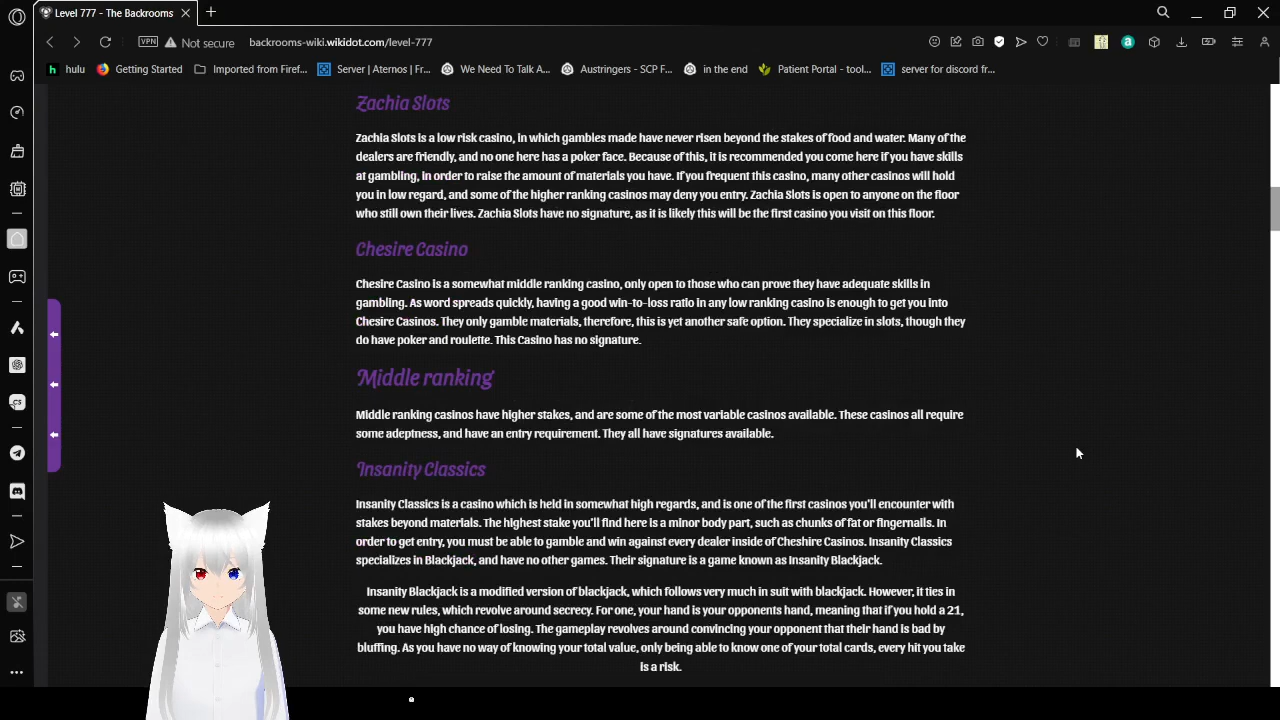 Level 777 - The Backrooms
VPN Not secure backrooms-wiki.wikidot.com/level-777
hulu Getting Started Imported from Firef... Server | Aternos | Fr... We Need To Talk A... Austringers - SCP F... in the end Patient Portal - tool... server for discord fr...
Zachia Slots
Zachia Slots is a low risk casino, in which gambles made have never risen beyond the stakes of food and water. Many of the
dealers are friendly, and no one here has a poker face. Because of this, it is recommended you come here if you have skills
at gambling, in order to raise the amount of materials you have. If you frequent this casino, many other casinos will hold
you in low regard, and some of the higher ranking casinos may deny you entry. Zachia Slots is open to anyone on the floor
who still own their lives. Zachia Slots have no signature, as it is likely this will be the first casino you visit on this floor.
Chesire Casino
Chesire Casino is a somewhat middle ranking casino, only open to those who can prove they have adequate skills in
gambling. As word spreads quickly, having a good win-to-loss ratio in any low ranking casino is enough to get you into
Chesire Casinos. They only gamble materials, therefore, this is yet another safe option. They specialize in slots, though they
do have poker and roulette. This Casino has no signature.
Middle ranking
Middle ranking casinos have higher stakes, and are some of the most variable casinos available. These casinos all require
some adeptness, and have an entry requirement. They all have signatures available.
Insanity Classics
Insanity Classics is a casino which is held in somewhat high regards, and is one of the first casinos you'll encounter with
stakes beyond materials. The highest stake you'll find here is a minor body part, such as chunks of fat or fingernails. In
order to get entry, you must be able to gamble and win against every dealer inside of Cheshire Casinos. Insanity Classics
specializes in Blackjack, and have no other games. Their signature is a game known as Insanity Blackjack.
Insanity Blackjack is a modified version of blackjack, which follows very much in suit with blackjack. However, it ties in
some new rules, which revolve around secrecy. For one, your hand is your opponents hand, meaning that if you hold a 21,
you have high chance of losing. The gameplay revolves around convincing your opponent that their hand is bad by
bluffing. As you have no way of knowing your total value, only being able to know one of your total cards, every hit you take
is a risk.